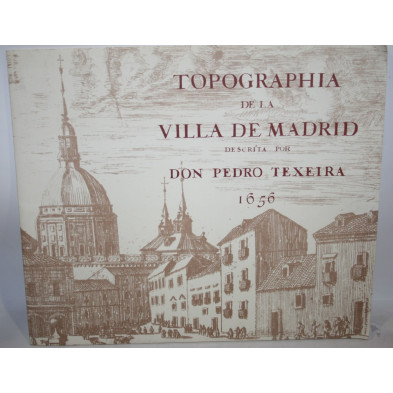 TOPOGRAPHIA
DE LA
VILLA DE MADRID
DESCRITA POR
DON PEDRO TEXEIRA
1656